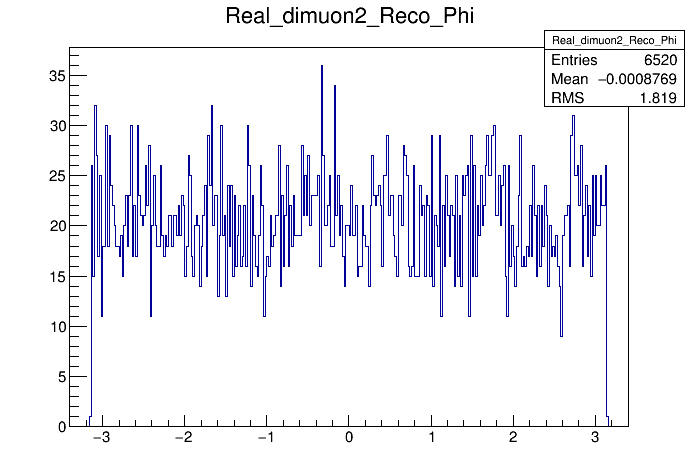 Real_dimuon2_Reco_Phi
Real_dimuon2_Reco_Phi
Entries 6520
Mean −0.0008769
RMS 1.819
35
30
25
20
15
10
5
0
−3 −2 −1 0 1 2 3